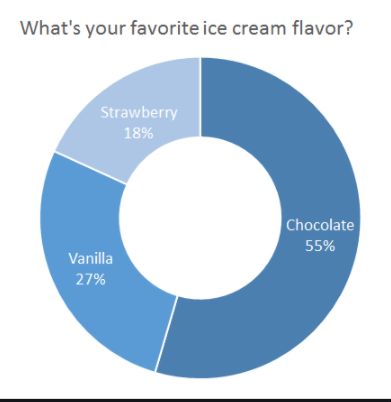 What's your favorite ice cream flavor?
Strawberry
18%
Chocolate
55%
Vanilla
27%